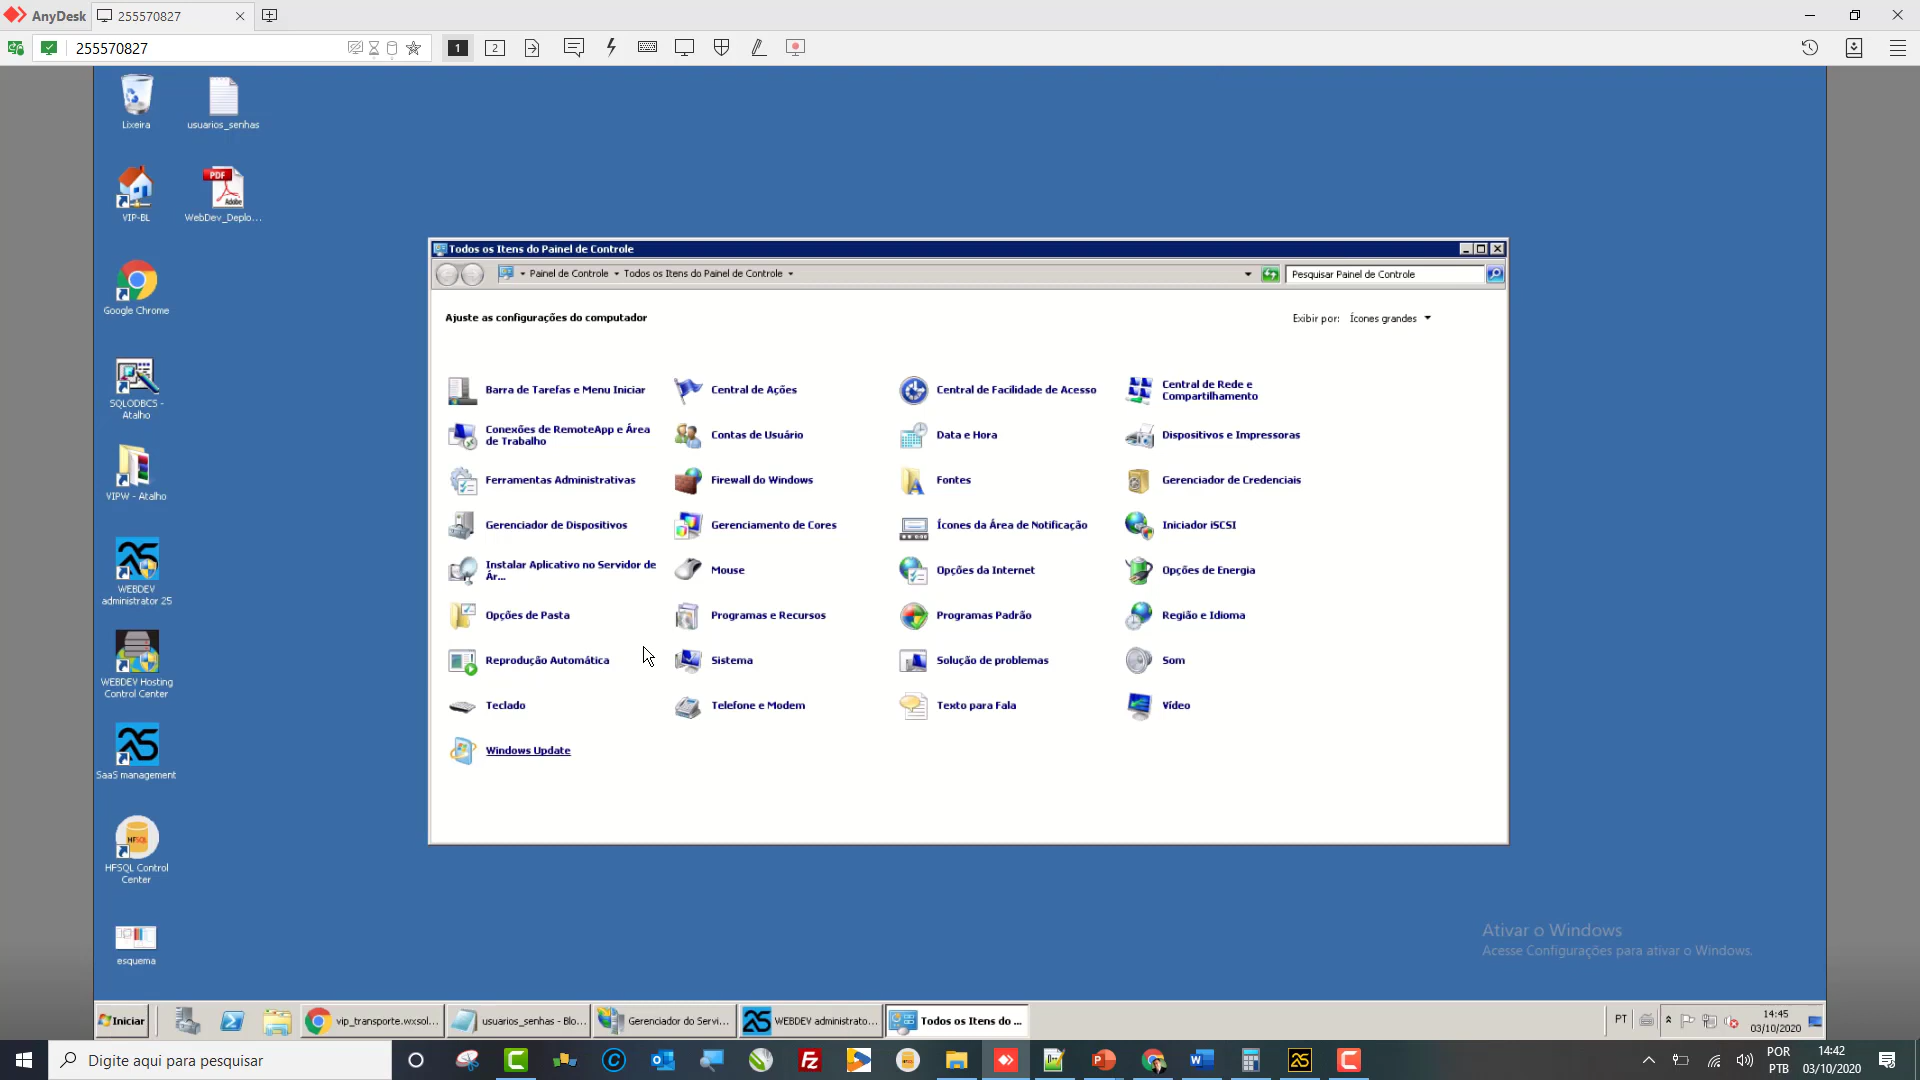 AnyDesk
255570827
255570827
1
2
Lixeira
usuarios_senhas
VIP-BL
WebDev_Deplo...
Google Chrome
SQLODBCS -
Atalho
VIPW - Atalho
WEBDEV
administrator 25
WEBDEV Hosting
Control Center
SaaS management
HFSQL Control
Center
esquema
Todos os Itens do Painel de Controle
Painel de Controle
Todos os Itens do Painel de Controle
Pesquisar Painel de Controle
Ajuste as configurações do computador
Exibir por:
Ícones grandes
Barra de Tarefas e Menu Iniciar
Central de Ações
Central de Facilidade de Acesso
Central de Rede e
Compartilhamento
Conexões de RemoteApp e Área
de Trabalho
Contas de Usuário
Data e Hora
Dispositivos e Impressoras
Ferramentas Administrativas
Firewall do Windows
Fontes
Gerenciador de Credenciais
Gerenciador de Dispositivos
Gerenciamento de Cores
Ícones da Área de Notificação
Iniciador iSCSI
Instalar Aplicativo no Servidor de
Ár...
Mouse
Opções da Internet
Opções de Energia
Opções de Pasta
Programas e Recursos
Programas Padrão
Região e Idioma
Reprodução Automática
Sistema
Solução de problemas
Som
Teclado
Telefone e Modem
Texto para Fala
Vídeo
Windows Update
Ativar o Windows
Acesse Configurações para ativar o Windows.
Iniciar
vip_transporte.wxsol...
usuarios_senhas - Blo...
Gerenciador do Servi...
WEBDEV administrato...
Todos os Itens do ...
PT
14:45
03/10/2020
Digite aqui para pesquisar
POR
PTB
14:42
03/10/2020